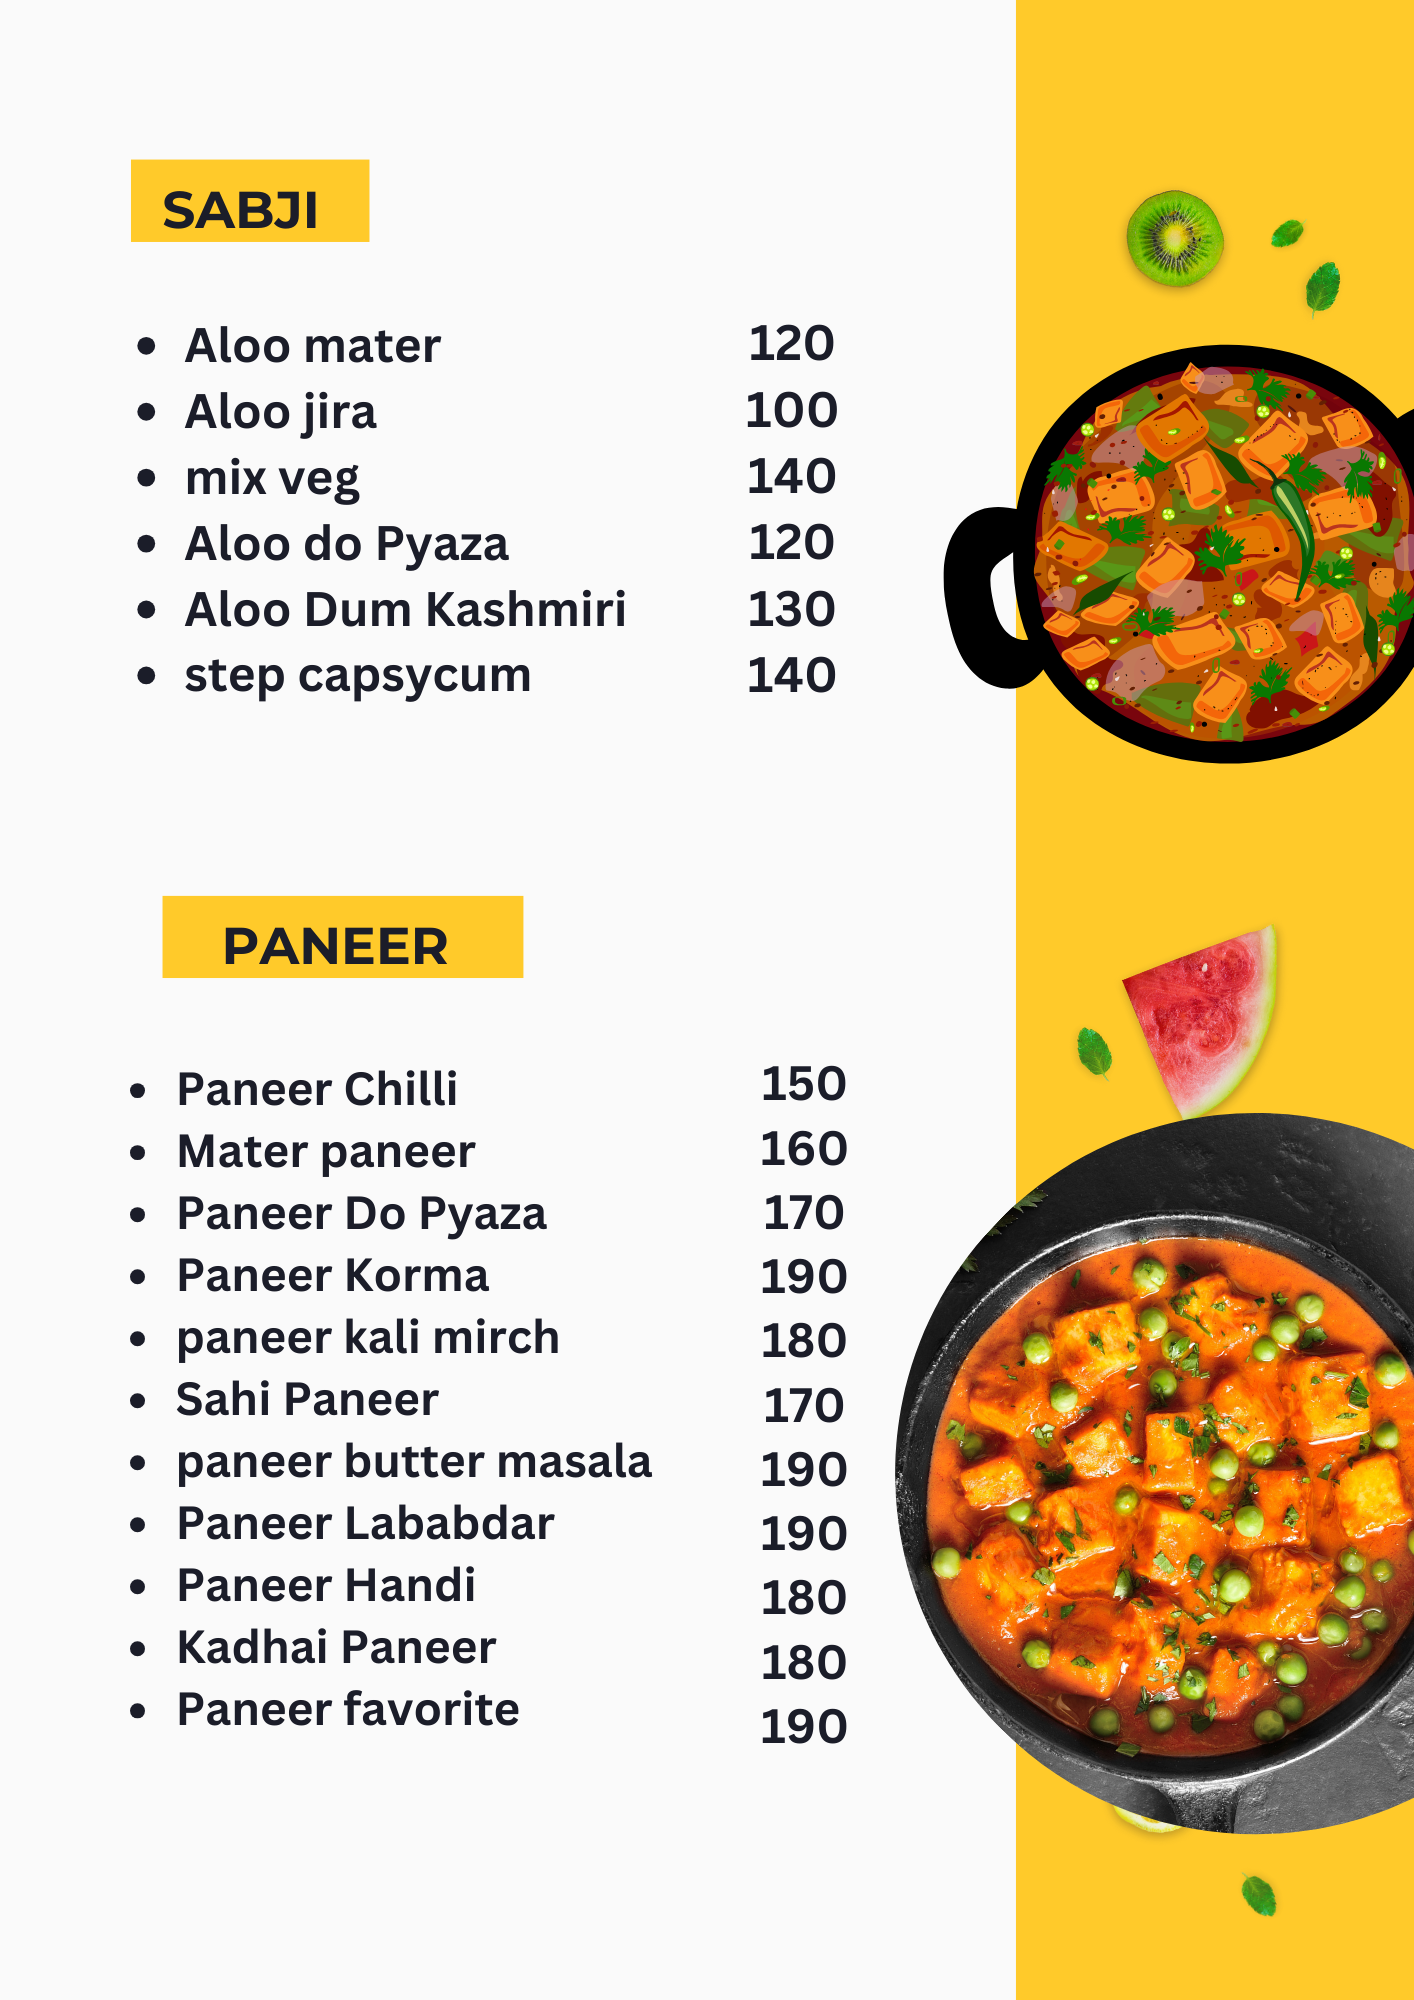 SABJI
Aloo mater 120
Aloo jira 100
mix veg 140
Aloo do Pyaza 120
Aloo Dum Kashmiri 130
step capsycum 140
PANEER
Paneer Chilli 150
Mater paneer 160
Paneer Do Pyaza 170
Paneer Korma 190
paneer kali mirch 180
Sahi Paneer 170
paneer butter masala 190
Paneer Lababdar 190
Paneer Handi 180
Kadhai Paneer 180
Paneer favorite 190